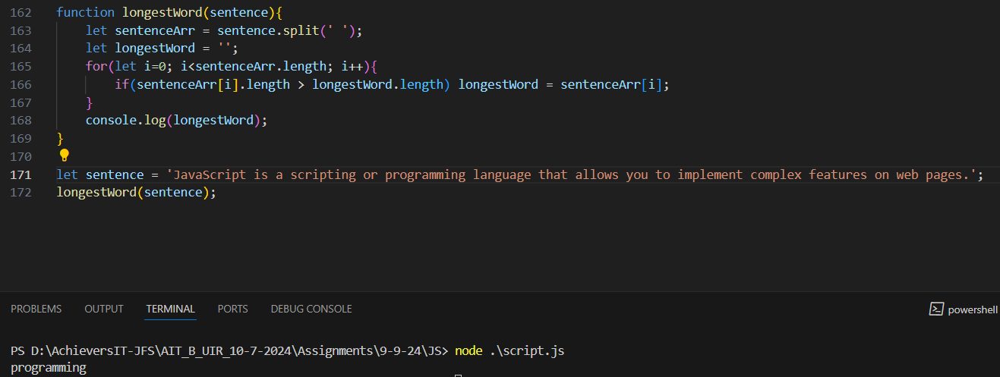 162 function longestWord(sentence){
163     let sentenceArr = sentence.split(' ');
164     let longestWord = '';
165     for(let i=0; i<sentenceArr.length; i++){
166         if(sentenceArr[i].length > longestWord.length) longestWord = sentenceArr[i];
167     }
168     console.log(longestWord);
169 }
170
171 let sentence = 'JavaScript is a scripting or programming language that allows you to implement complex features on web pages.';
172 longestWord(sentence);
PROBLEMS OUTPUT TERMINAL PORTS DEBUG CONSOLE powershell
PS D:\AchieversIT-JFS\AIT_B_UIR_10-7-2024\Assignments\9-9-24\JS> node .\script.js
programming